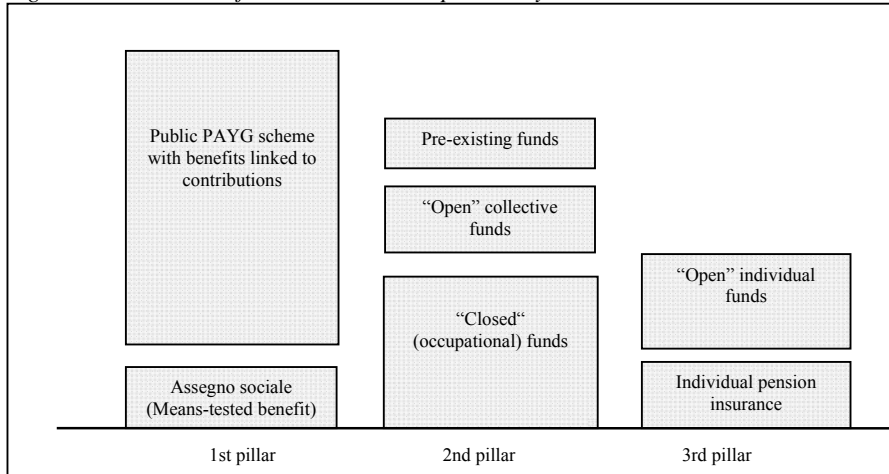 Public PAYG scheme
with benefits linked to
contributions
Assegno sociale
(Means-tested benefit)
Pre-existing funds
“Open” collective
funds
“Closed“
(occupational) funds
“Open” individual
funds
Individual pension
insurance
1st pillar
2nd pillar
3rd pillar